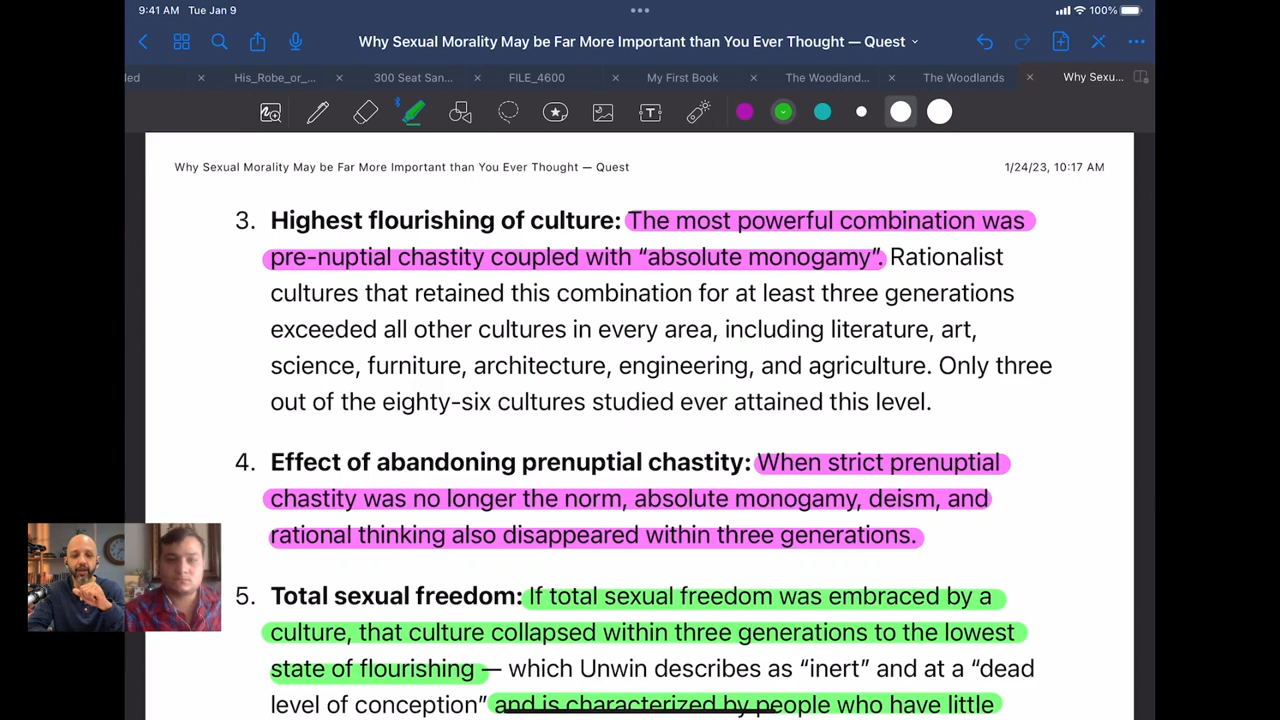 9:41 AM Tue Jan 9
100%
Why Sexual Morality May be Far More Important than You Ever Thought — Quest
led
His_Robe_or_...
300 Seat San...
FILE_4600
My First Book
The Woodland...
The Woodlands
Why Sexu...
Why Sexual Morality May be Far More Important than You Ever Thought — Quest
1/24/23, 10:17 AM
3. Highest flourishing of culture: The most powerful combination was
pre-nuptial chastity coupled with “absolute monogamy”. Rationalist
cultures that retained this combination for at least three generations
exceeded all other cultures in every area, including literature, art,
science, furniture, architecture, engineering, and agriculture. Only three
out of the eighty-six cultures studied ever attained this level.
4. Effect of abandoning prenuptial chastity: When strict prenuptial
chastity was no longer the norm, absolute monogamy, deism, and
rational thinking also disappeared within three generations.
5. Total sexual freedom: If total sexual freedom was embraced by a
culture, that culture collapsed within three generations to the lowest
state of flourishing — which Unwin describes as “inert” and at a “dead
level of conception” and is characterized by people who have little